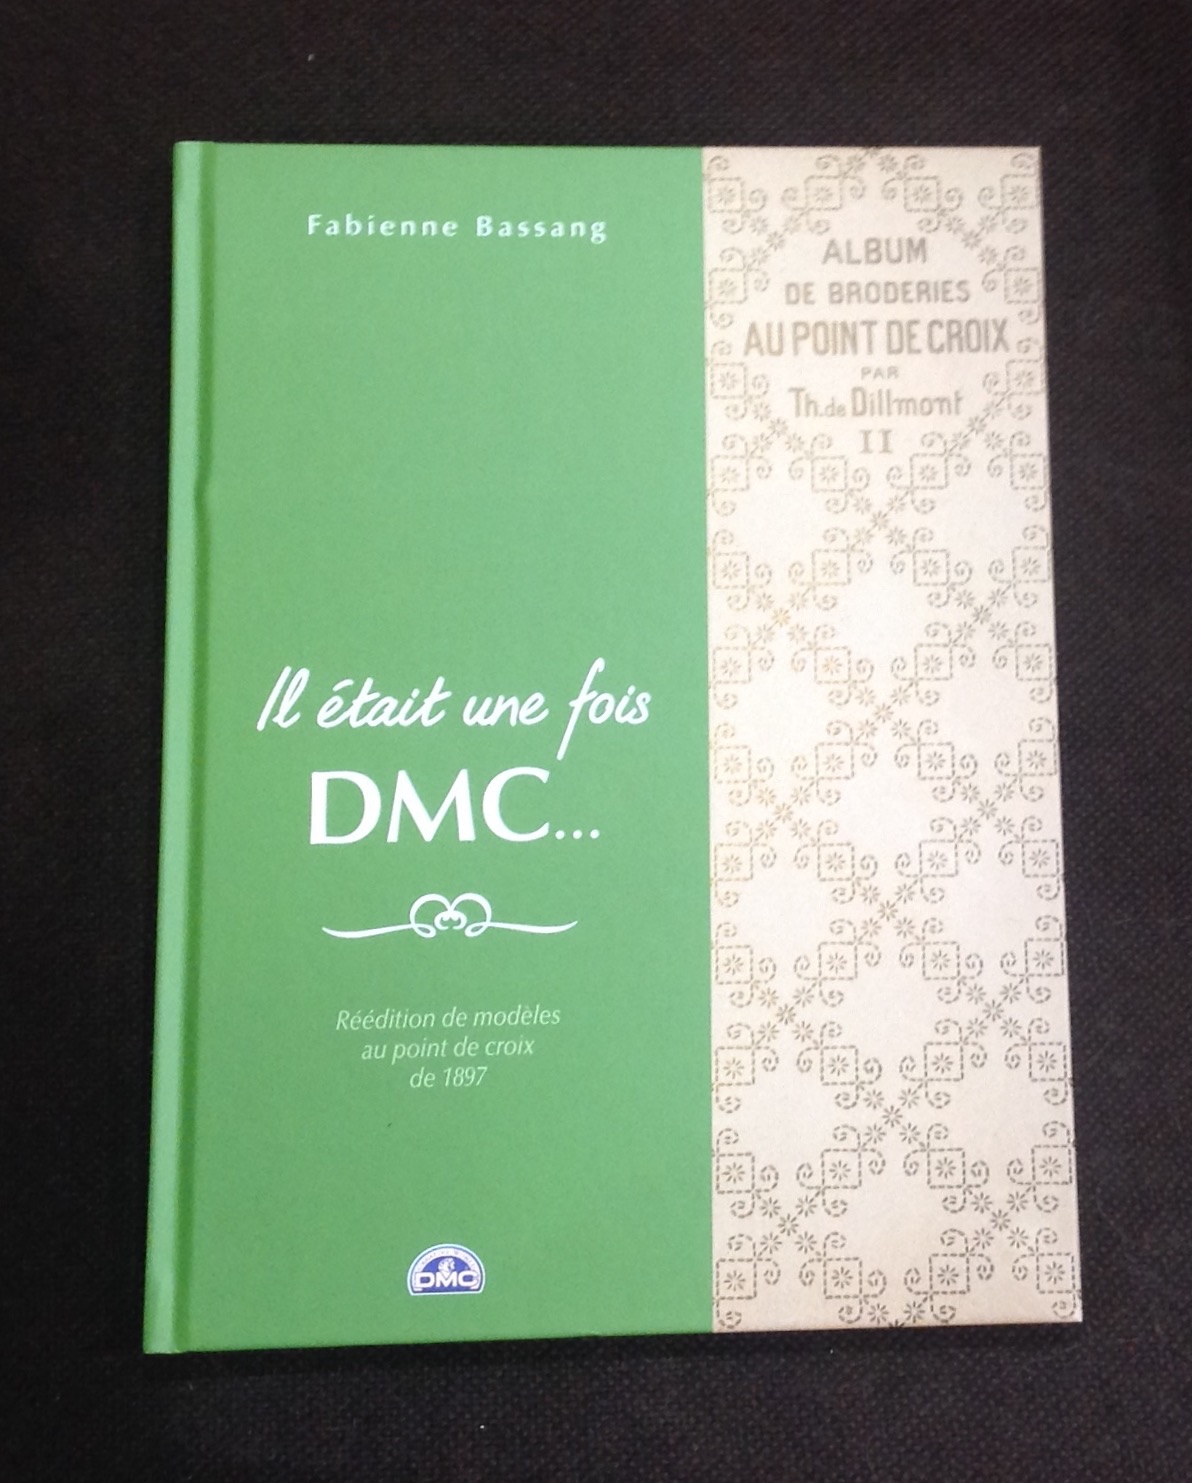 Fabienne Bassang
Il était une fois
DMC...
Réédition de modèles
au point de croix
de 1897
DMC
ALBUM
DE BRODERIES
AU POINT DE CROIX
PAR
Th. de Dillmont
II